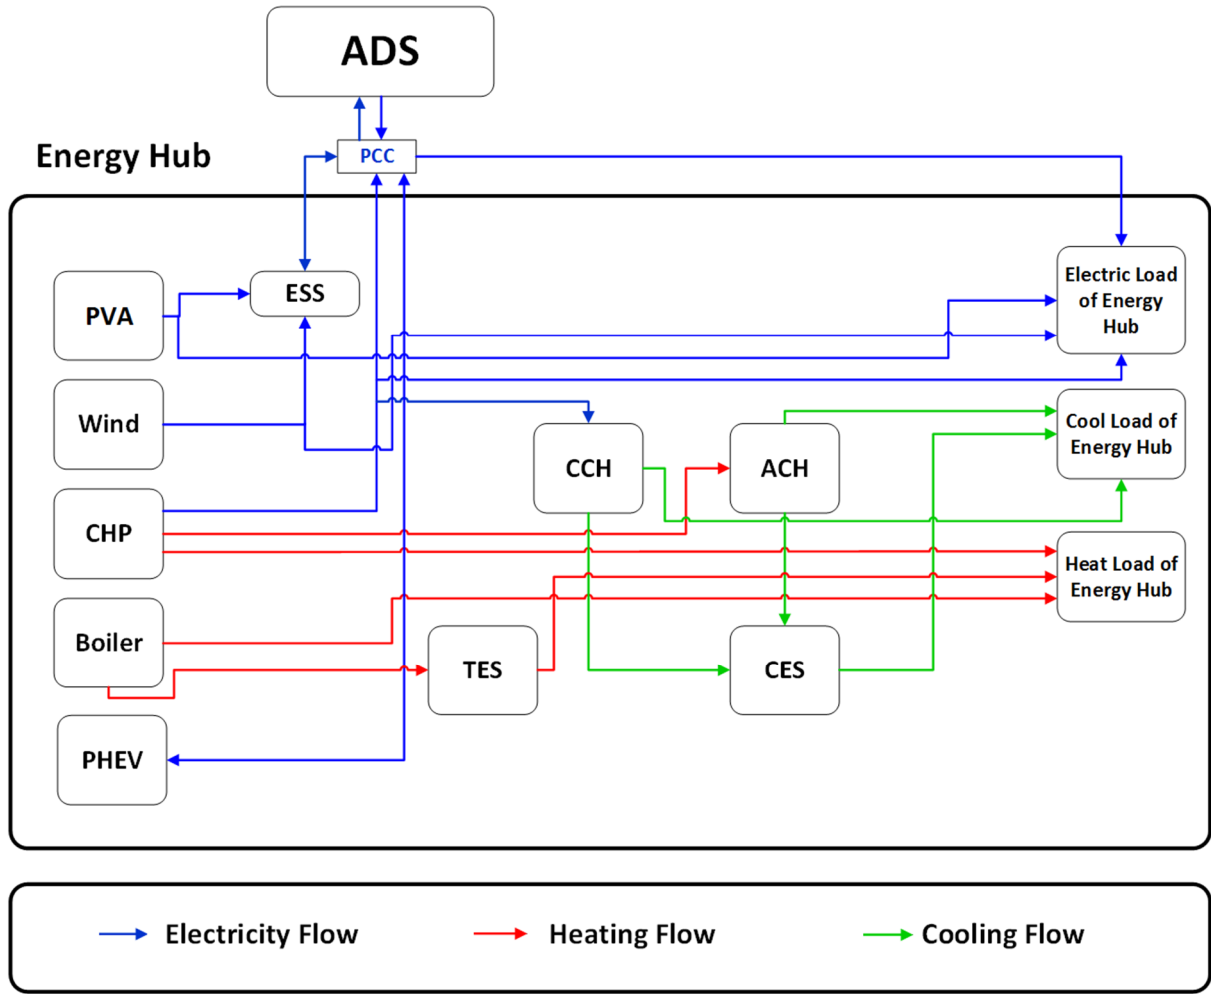 ADS
Energy Hub
PCC
PVA
ESS
Electric Load
of Energy
Hub
Wind
Cool Load of
Energy Hub
CCH
ACH
CHP
Heat Load of
Energy Hub
Boiler
TES
CES
PHEV
Electricity Flow
Heating Flow
Cooling Flow